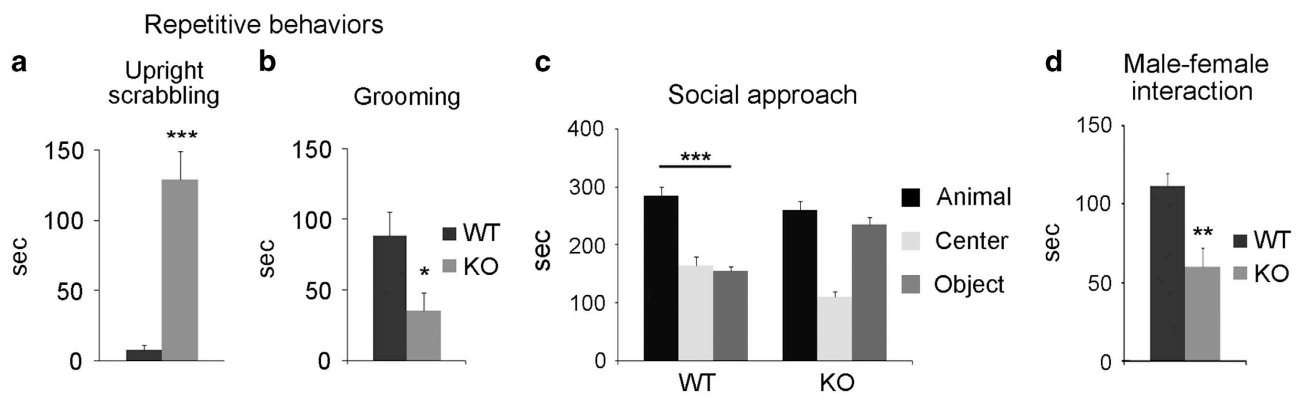 Repetitive behaviors
a
Upright
scrabbling
sec
150
100
50
0
***
b
Grooming
sec
150
100
50
0
*
WT
KO
c
Social approach
sec
400
300
200
100
0
***
WT
KO
Animal
Center
Object
d
Male-female
interaction
150
100
50
0
sec
**
WT
KO